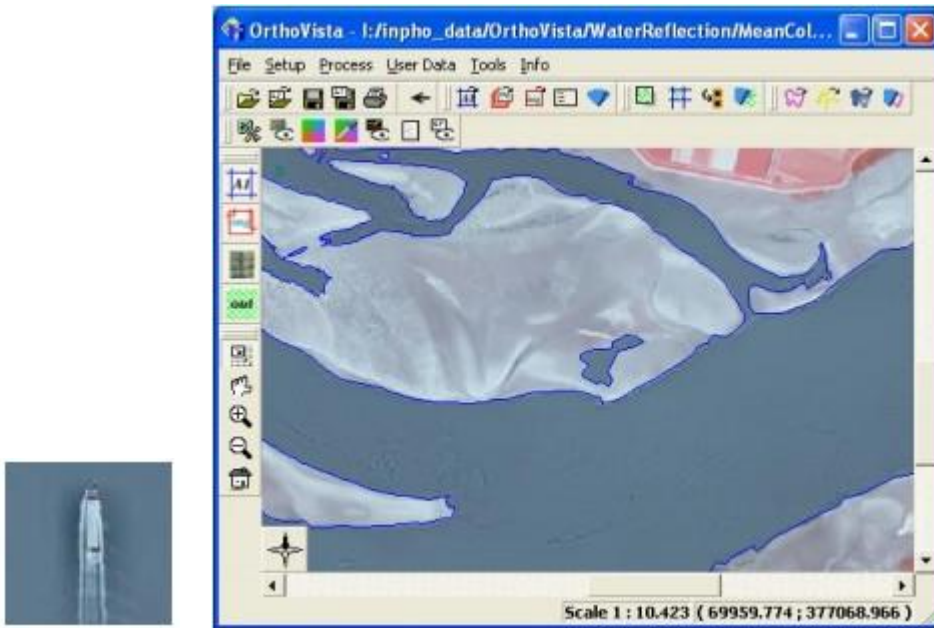 OrthoVista - I:/inpho_data/OrthoVista/WaterReflection/MeanCol...
File Setup Process User Data Tools Info
AI
Scale 1 : 10.423 ( 69959.774 ; 377068.966 )